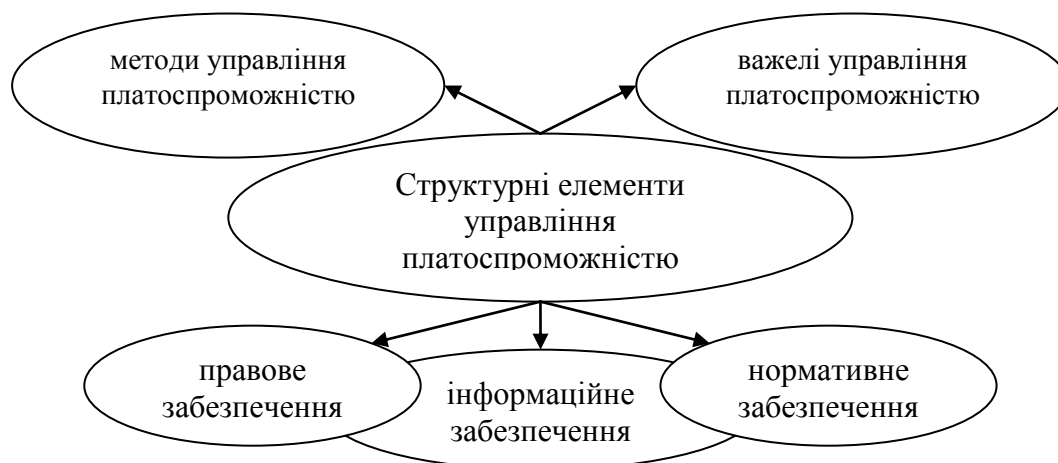 методи управління
платоспроможністю
важелі управління
платоспроможністю
Структурні елементи
управління
платоспроможністю
правове
забезпечення
інформаційне
забезпечення
нормативне
забезпечення